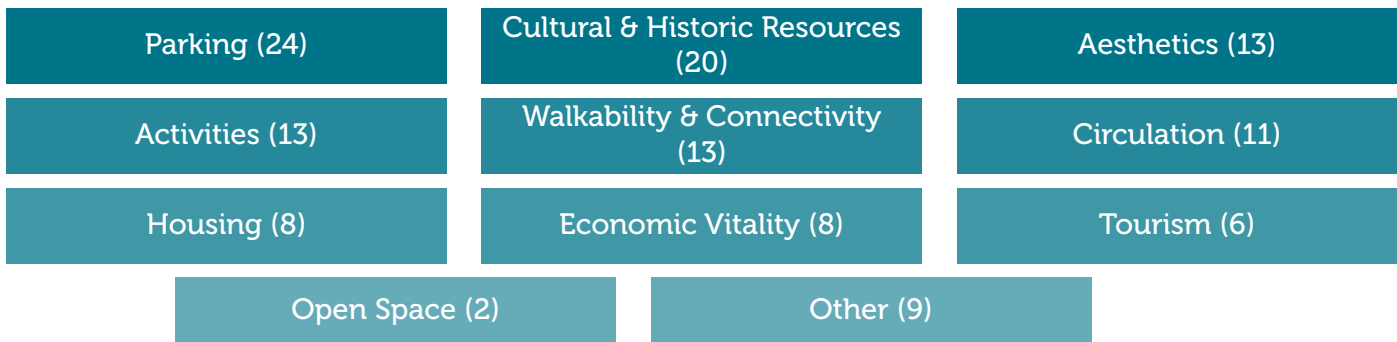 Parking (24)
Cultural & Historic Resources
(20)
Aesthetics (13)
Activities (13)
Walkability & Connectivity
(13)
Circulation (11)
Housing (8)
Economic Vitality (8)
Tourism (6)
Open Space (2)
Other (9)